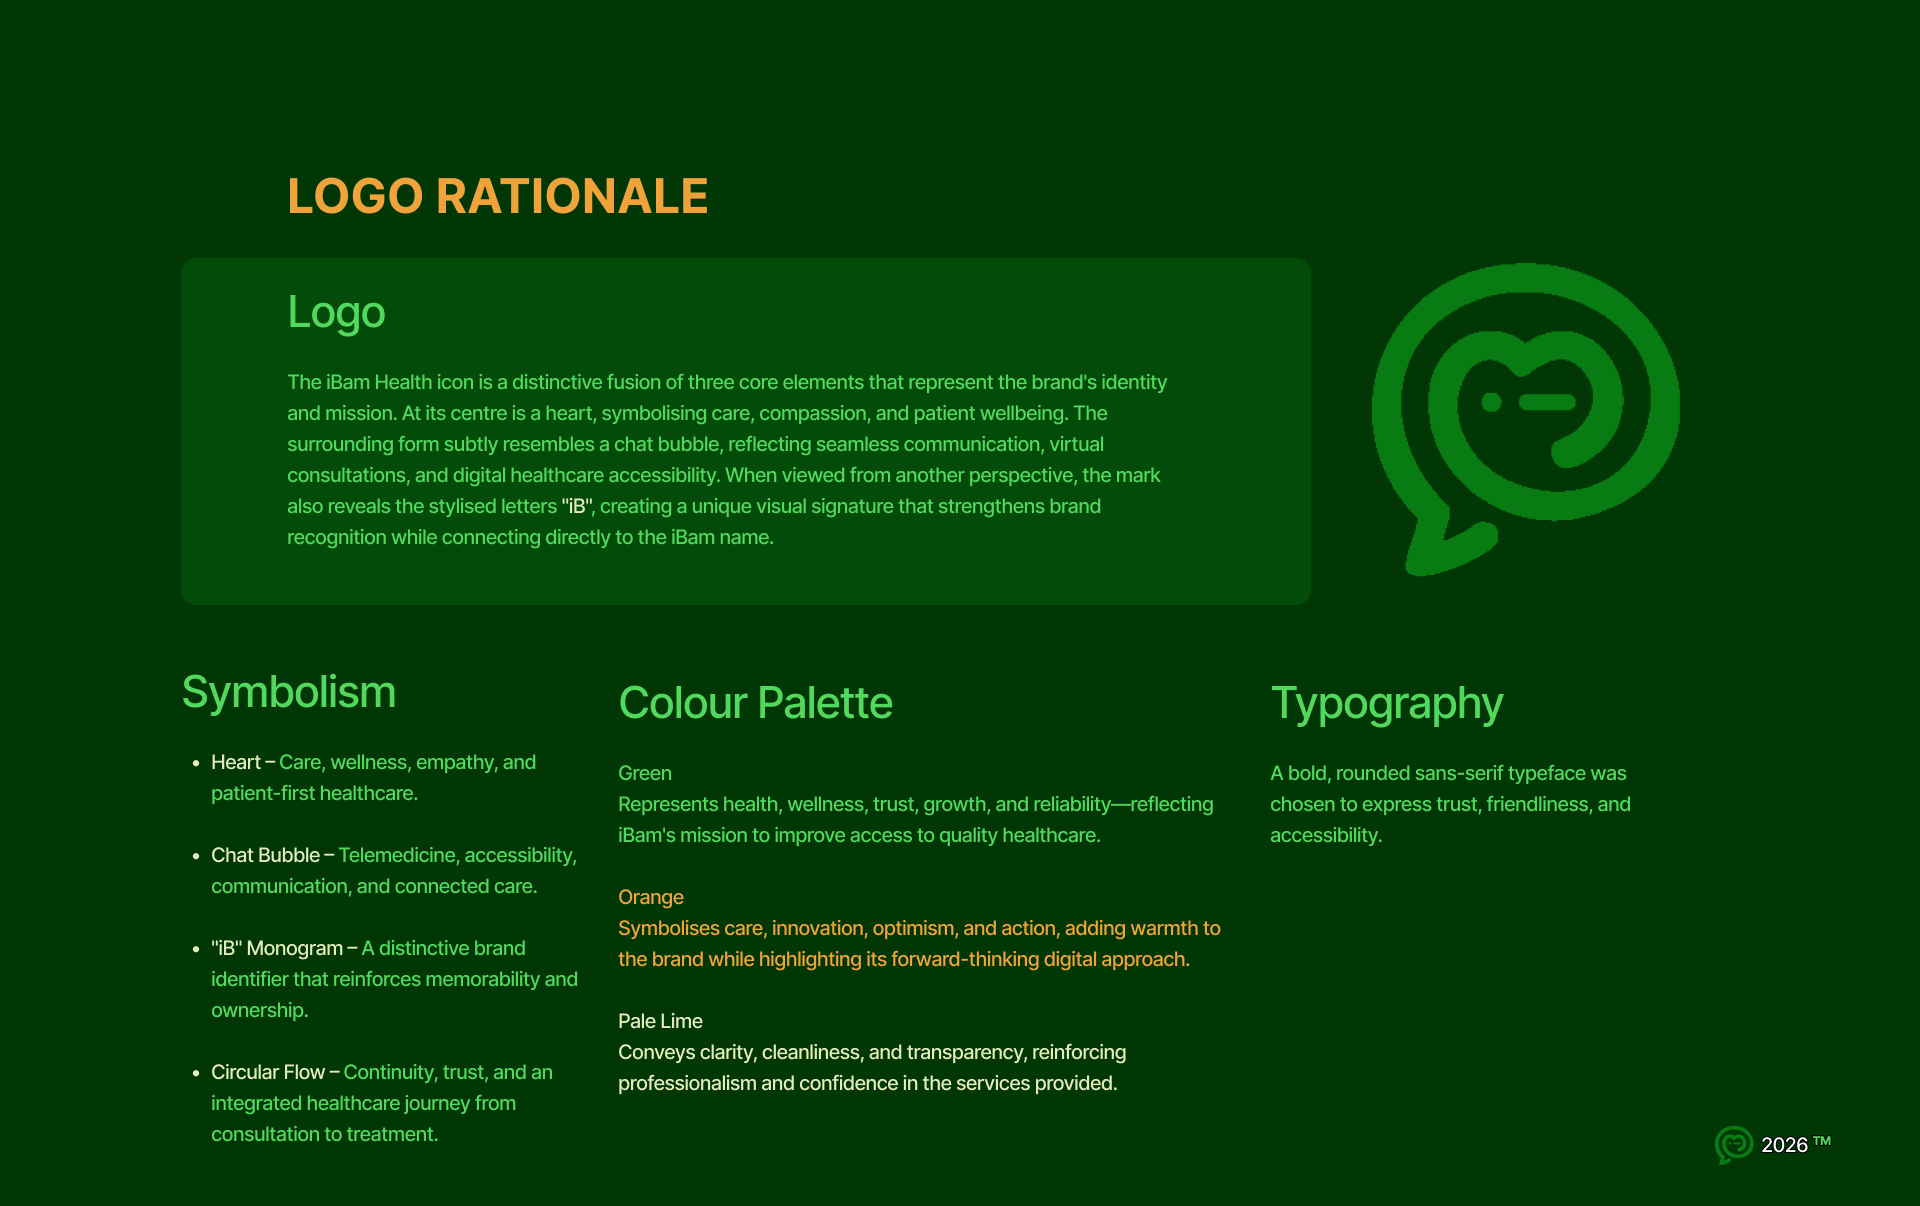 LOGO RATIONALE
Logo
The iBam Health icon is a distinctive fusion of three core elements that represent the brand's identity
and mission. At its centre is a heart, symbolising care, compassion, and patient wellbeing. The
surrounding form subtly resembles a chat bubble, reflecting seamless communication, virtual
consultations, and digital healthcare accessibility. When viewed from another perspective, the mark
also reveals the stylised letters "iB", creating a unique visual signature that strengthens brand
recognition while connecting directly to the iBam name.
Symbolism
• Heart – Care, wellness, empathy, and
patient-first healthcare.
• Chat Bubble – Telemedicine, accessibility,
communication, and connected care.
• "iB" Monogram – A distinctive brand
identifier that reinforces memorability and
ownership.
• Circular Flow – Continuity, trust, and an
integrated healthcare journey from
consultation to treatment.
Colour Palette
Green
Represents health, wellness, trust, growth, and reliability—reflecting
iBam's mission to improve access to quality healthcare.
Orange
Symbolises care, innovation, optimism, and action, adding warmth to
the brand while highlighting its forward-thinking digital approach.
Pale Lime
Conveys clarity, cleanliness, and transparency, reinforcing
professionalism and confidence in the services provided.
Typography
A bold, rounded sans-serif typeface was
chosen to express trust, friendliness, and
accessibility.
2026 ™